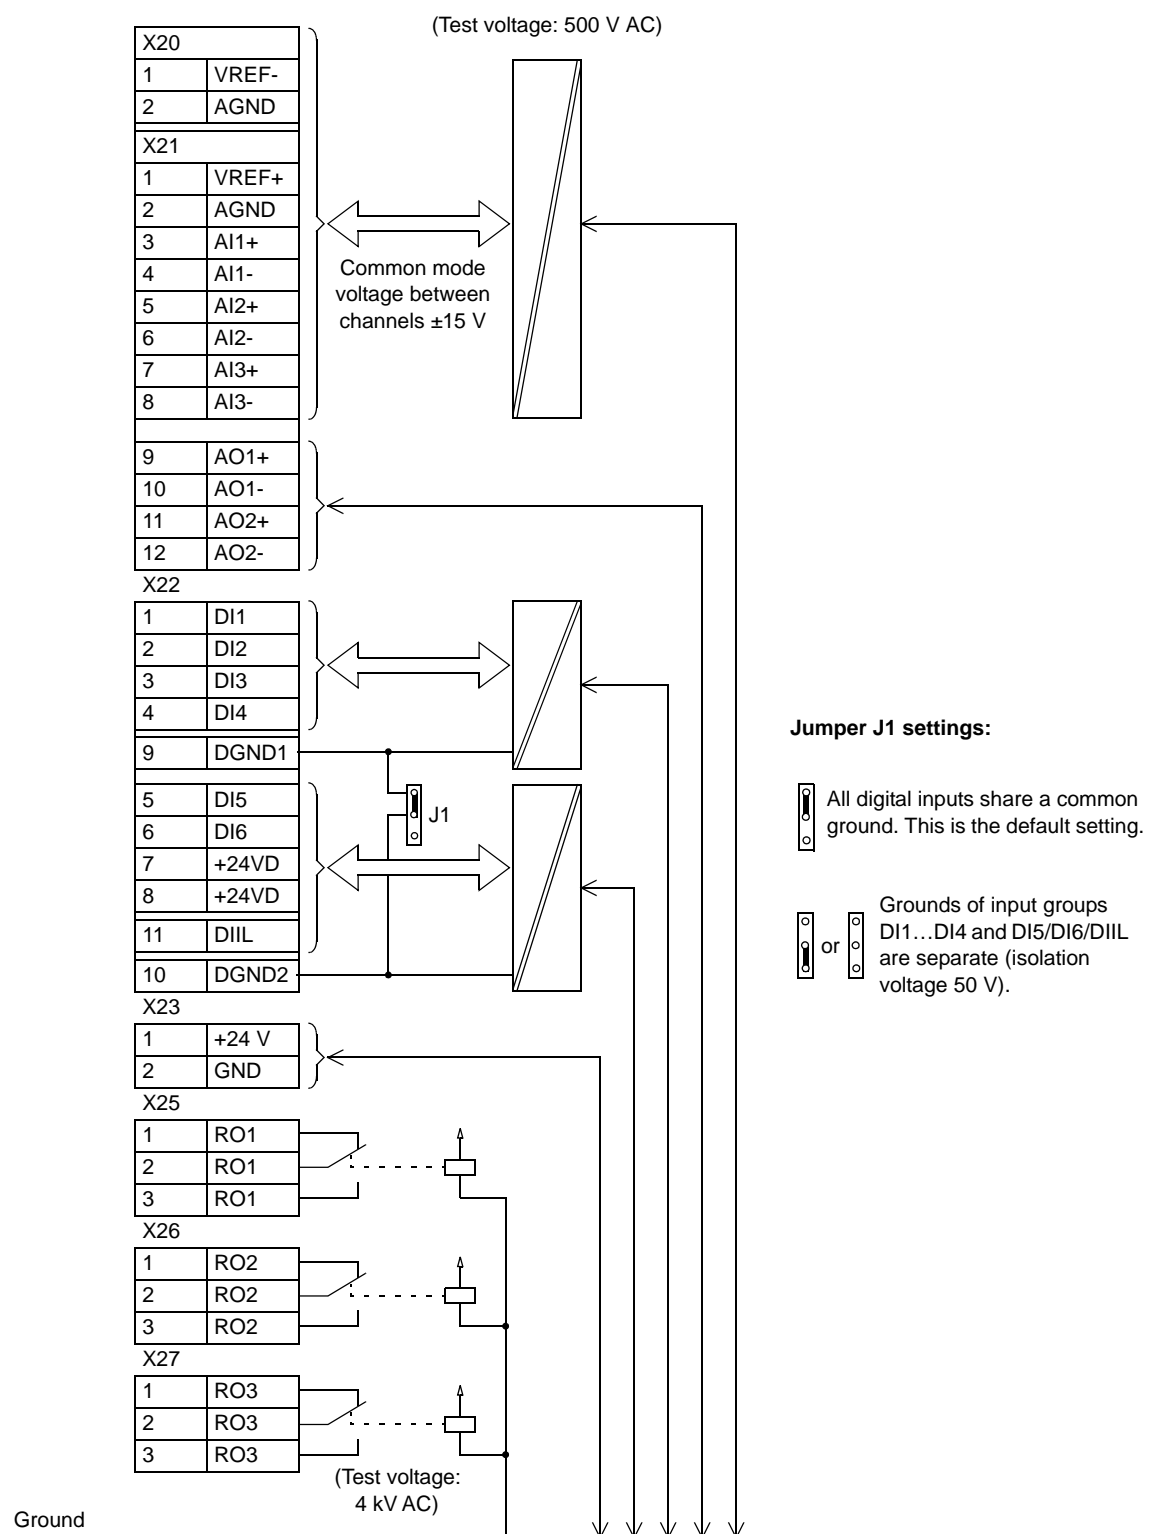 (Test voltage: 500 V AC)
X20
1 VREF-
2 AGND
X21
1 VREF+
2 AGND
3 AI1+
4 AI1-
5 AI2+
6 AI2-
7 AI3+
8 AI3-
Common mode
voltage between
channels ±15 V
9 AO1+
10 AO1-
11 AO2+
12 AO2-
X22
1 DI1
2 DI2
3 DI3
4 DI4
9 DGND1
5 DI5
6 DI6
7 +24VD
8 +24VD
11 DIIL
10 DGND2
J1
Jumper J1 settings:
All digital inputs share a common
ground. This is the default setting.
or
Grounds of input groups
DI1…DI4 and DI5/DI6/DIIL
are separate (isolation
voltage 50 V).
X23
1 +24 V
2 GND
X25
1 RO1
2 RO1
3 RO1
X26
1 RO2
2 RO2
3 RO2
X27
1 RO3
2 RO3
3 RO3
(Test voltage:
4 kV AC)
Ground